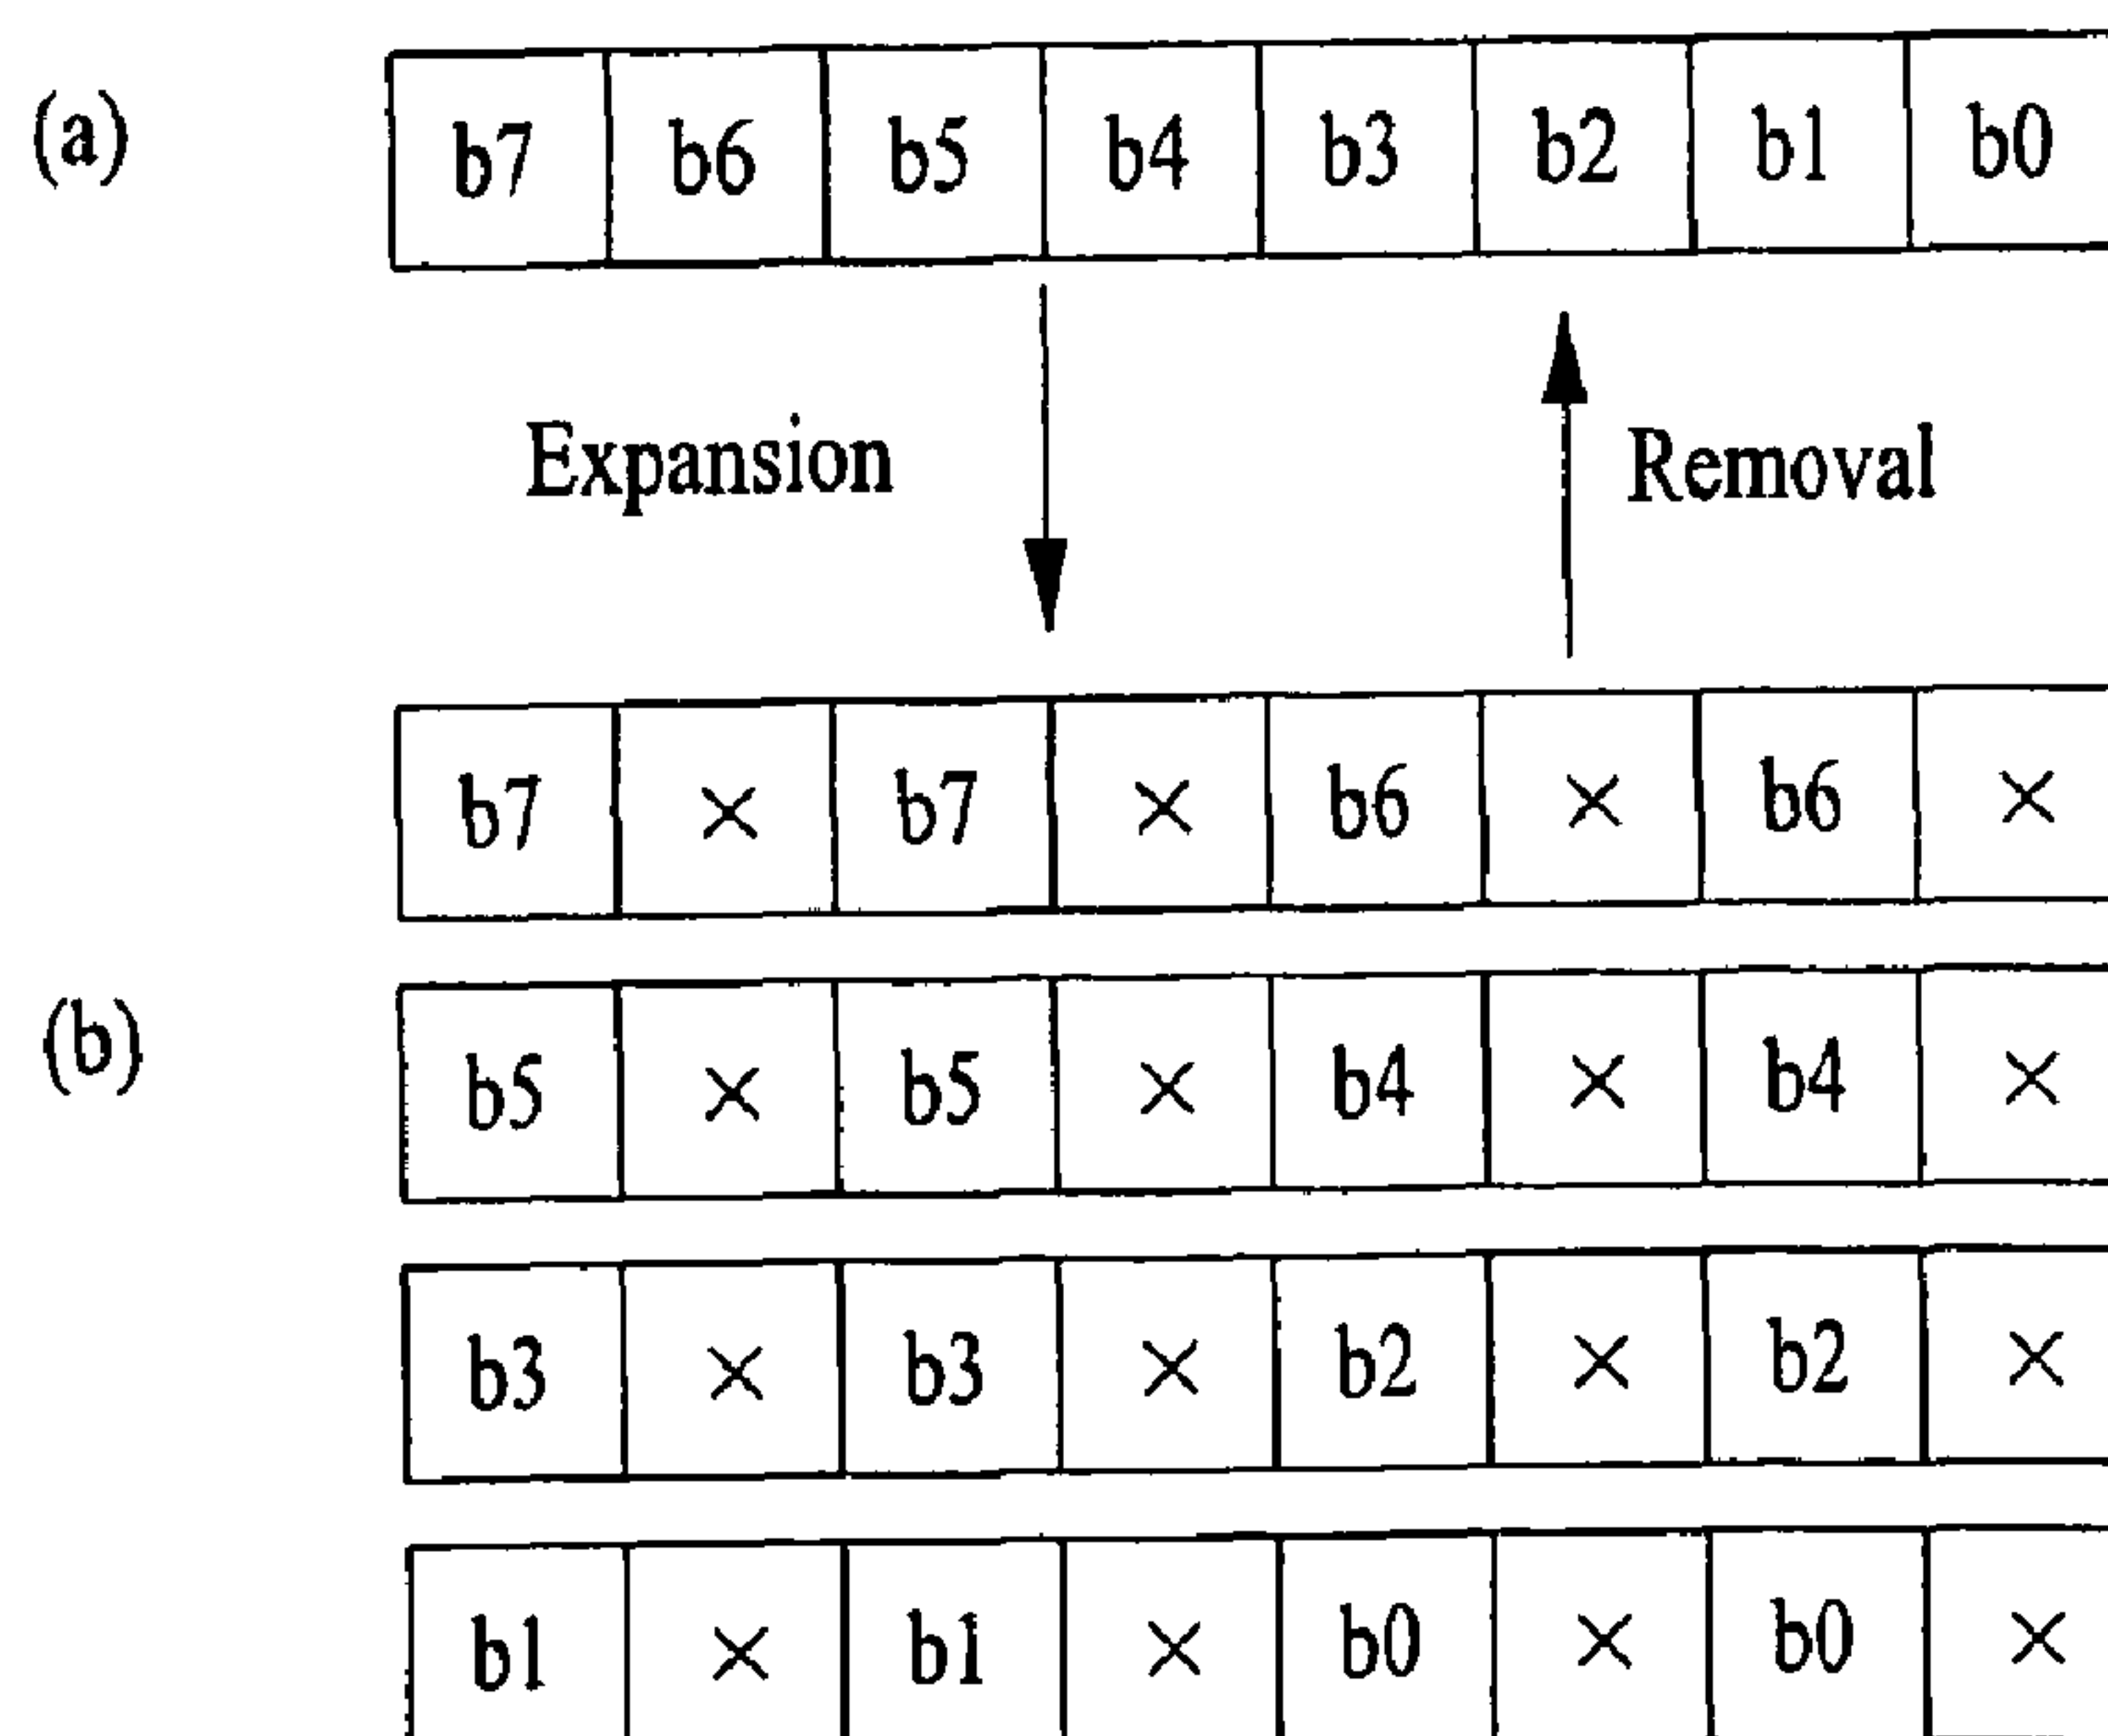 (a) b7 b6 b5 b4 b3 b2 b1 b0
Expansion Removal
b7 × b7 × b6 × b6 ×
(b) b5 × b5 × b4 × b4 ×
b3 × b3 × b2 × b2 ×
b1 × b1 × b0 × b0 ×